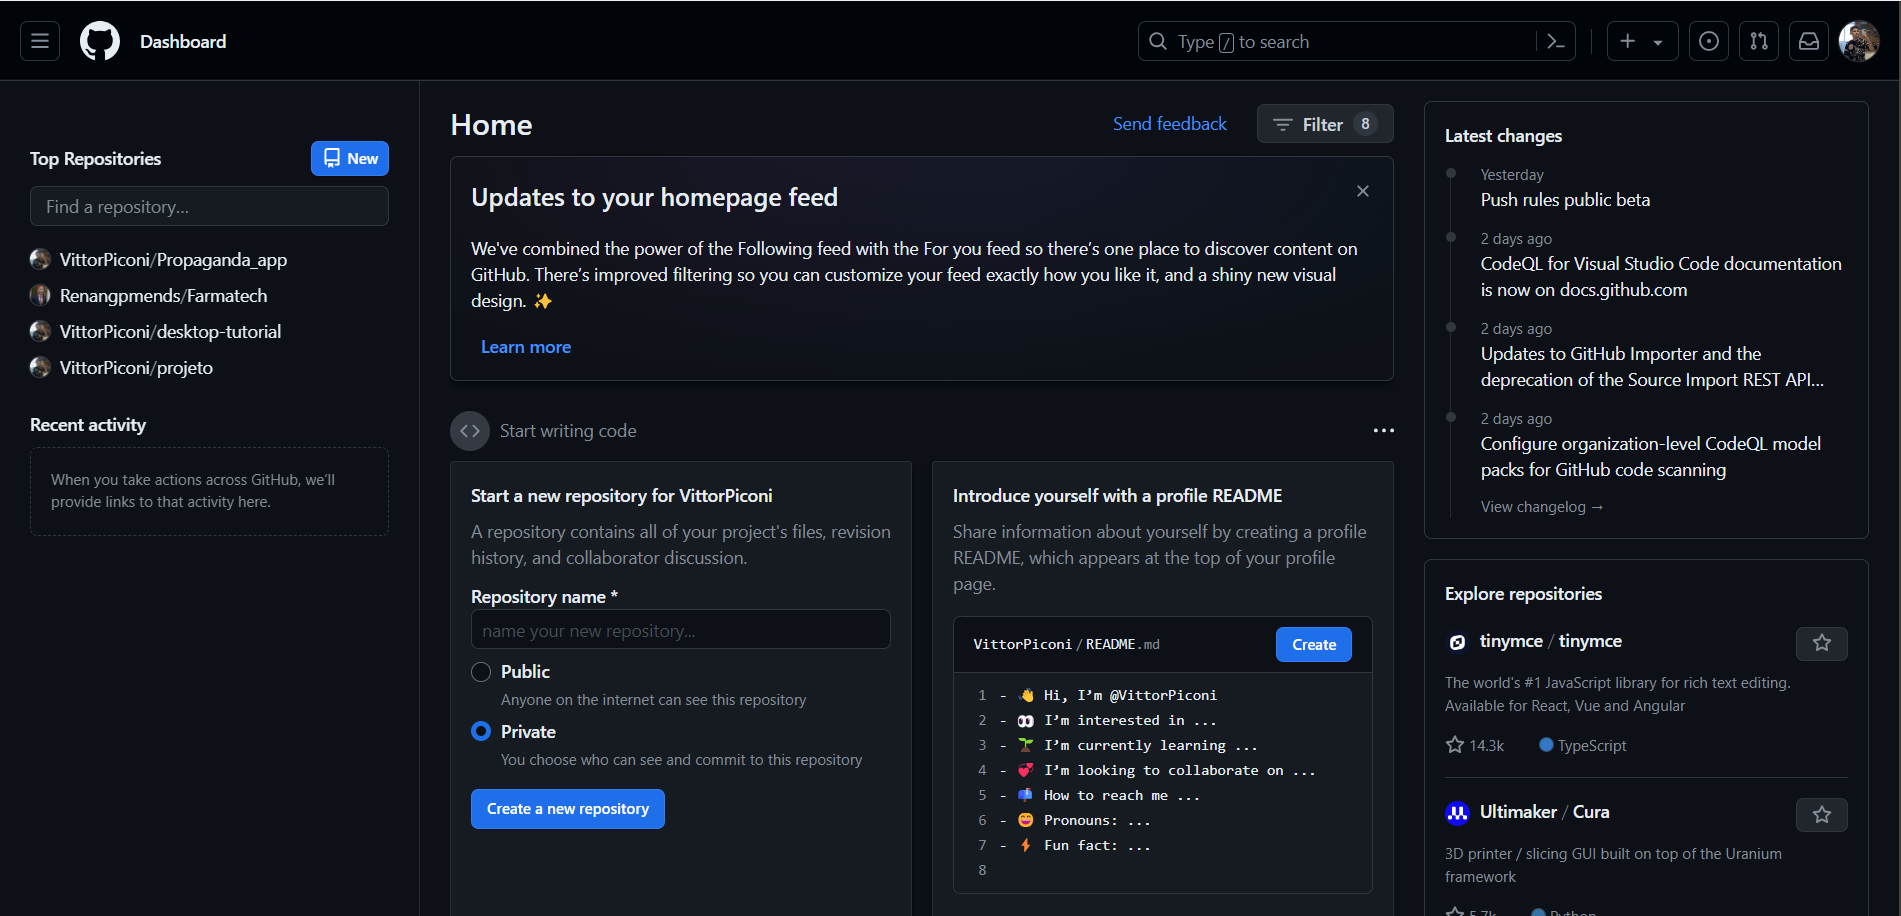 Dashboard
Type / to search
8
Top Repositories
New
Find a repository...
VittorPiconi/Propaganda_app
Renangpmends/Farmatech
VittorPiconi/desktop-tutorial
VittorPiconi/projeto
Recent activity
When you take actions across GitHub, we'll
provide links to that activity here.
Home
Send feedback
Filter
Updates to your homepage feed
We've combined the power of the Following feed with the For you feed so there's one place to discover content on
GitHub. There's improved filtering so you can customize your feed exactly how you like it, and a shiny new visual
design. ✨
Learn more
Start writing code
Start a new repository for VittorPiconi
A repository contains all of your project's files, revision
history, and collaborator discussion.
Repository name *
name your new repository...
Public
Anyone on the internet can see this repository
Private
You choose who can see and commit to this repository
Create a new repository
Introduce yourself with a profile README
Share information about yourself by creating a profile
README, which appears at the top of your profile
page.
VittorPiconi/README.md
Create
1 - 👋 Hi, I'm @VittorPiconi
2 - 👀 I'm interested in ...
3 - 🌱 I'm currently learning ...
4 - 💞️ I'm looking to collaborate on ...
5 - 📫 How to reach me ...
6 - 😄 Pronouns: ...
7 - ⚡ Fun fact: ...
8
Latest changes
Yesterday
Push rules public beta
2 days ago
CodeQL for Visual Studio Code documentation
is now on docs.github.com
2 days ago
Updates to GitHub Importer and the
deprecation of the Source Import REST API...
2 days ago
Configure organization-level CodeQL model
packs for GitHub code scanning
View changelog →
Explore repositories
tinymce / tinymce
The world's #1 JavaScript library for rich text editing.
Available for React, Vue and Angular
14.3k
TypeScript
Ultimaker / Cura
3D printer / slicing GUI built on top of the Uranium
framework
5.7k
Python